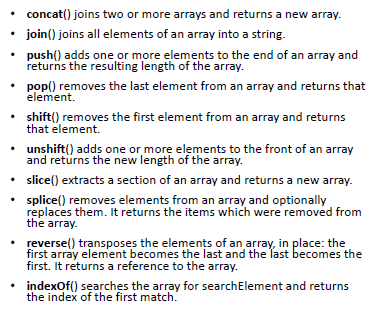 • concat() joins two or more arrays and returns a new array.
• join() joins all elements of an array into a string.
• push() adds one or more elements to the end of an array and
returns the resulting length of the array.
• pop() removes the last element from an array and returns that
element.
• shift() removes the first element from an array and returns
that element.
• unshift() adds one or more elements to the front of an array
and returns the new length of the array.
• slice() extracts a section of an array and returns a new array.
• splice() removes elements from an array and optionally
replaces them. It returns the items which were removed from
the array.
• reverse() transposes the elements of an array, in place: the
first array element becomes the last and the last becomes the
first. It returns a reference to the array.
• indexOf() searches the array for searchElement and returns
the index of the first match.